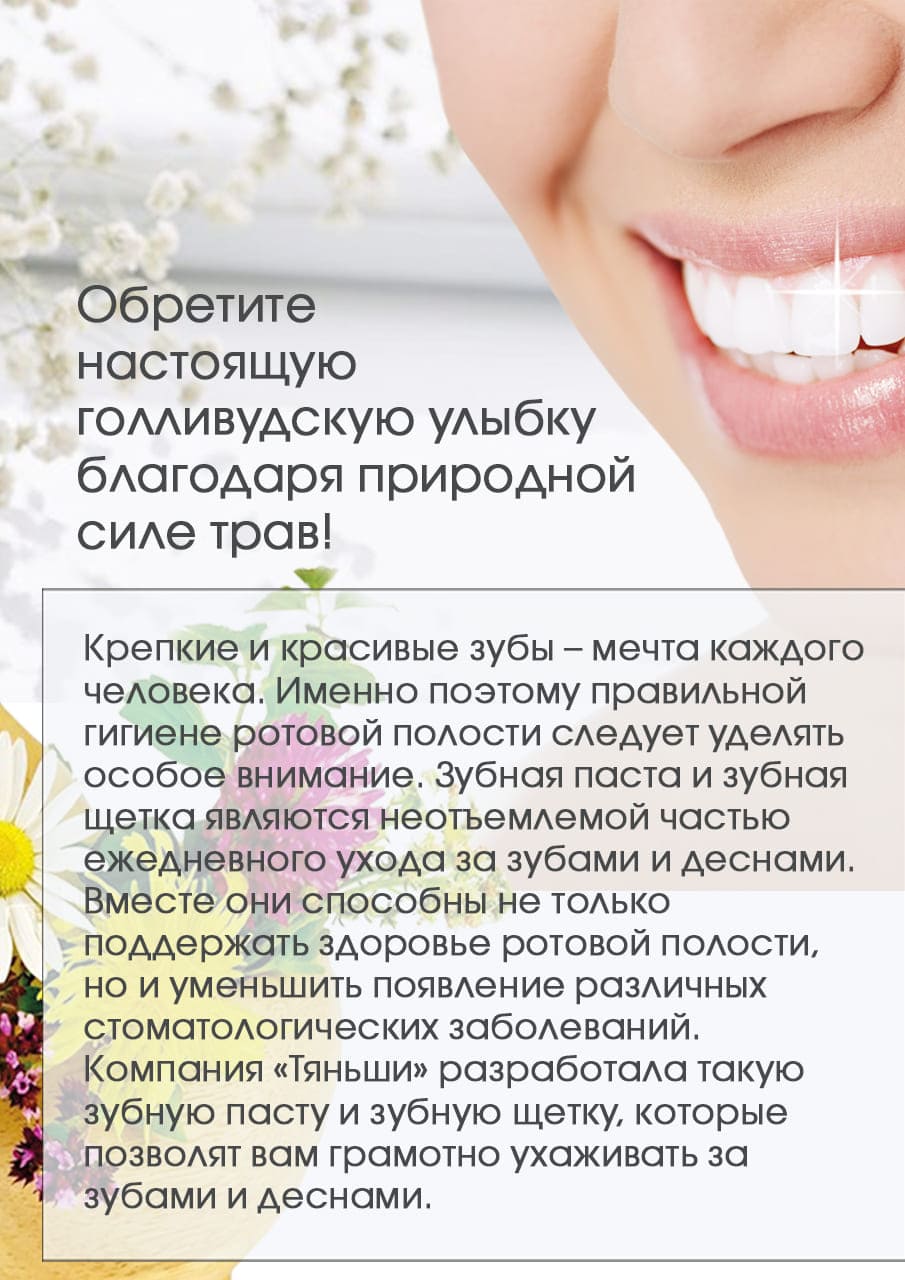 Обретите
настоящую
голливудскую улыбку
благодаря природной
силе трав!
Крепкие и красивые зубы – мечта каждого
человека. Именно поэтому правильной
гигиене ротовой полости следует уделять
особое внимание. Зубная паста и зубная
щетка являются неотъемлемой частью
ежедневного ухода за зубами и деснами.
Вместе они способны не только
поддержать здоровье ротовой полости,
но и уменьшить появление различных
стоматологических заболеваний.
Компания «Тяньши» разработала такую
зубную пасту и зубную щетку, которые
позволят вам грамотно ухаживать за
зубами и деснами.